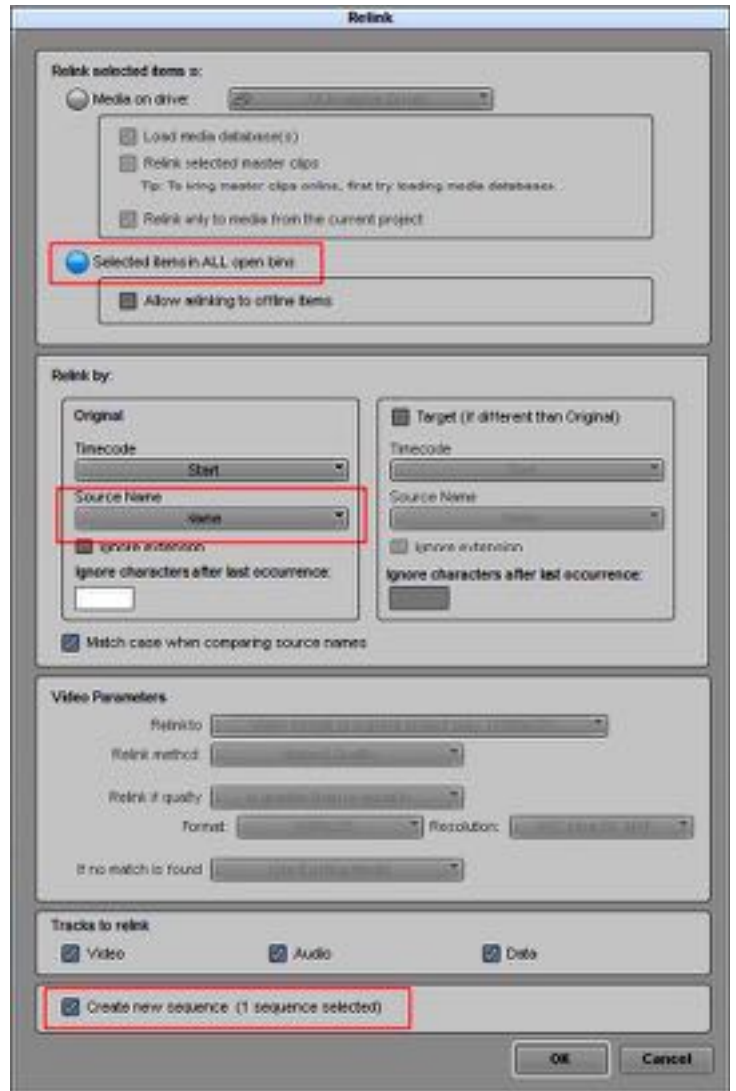 Relink
Relink selected items to:
Media on drive:
Load media database(s)
Relink selected master clips
Tip: To bring master clips online, first try loading media databases.
Relink only to media from the current project
Selected items in ALL open bins
Allow relinking to offline items
Relink by:
Original
Target (if different than Original)
Timecode
Timecode
Start
Start
Source Name
Source Name
Name
Ignore extension
Ignore extension
Ignore characters after last occurrence:
Ignore characters after last occurrence:
Match case when comparing source names
Video Parameters
Relink to
Relink method:
Relink if quality
Format:
Resolution:
If no match is found
Tracks to relink
Video
Audio
Data
Create new sequence (1 sequence selected)
OK
Cancel